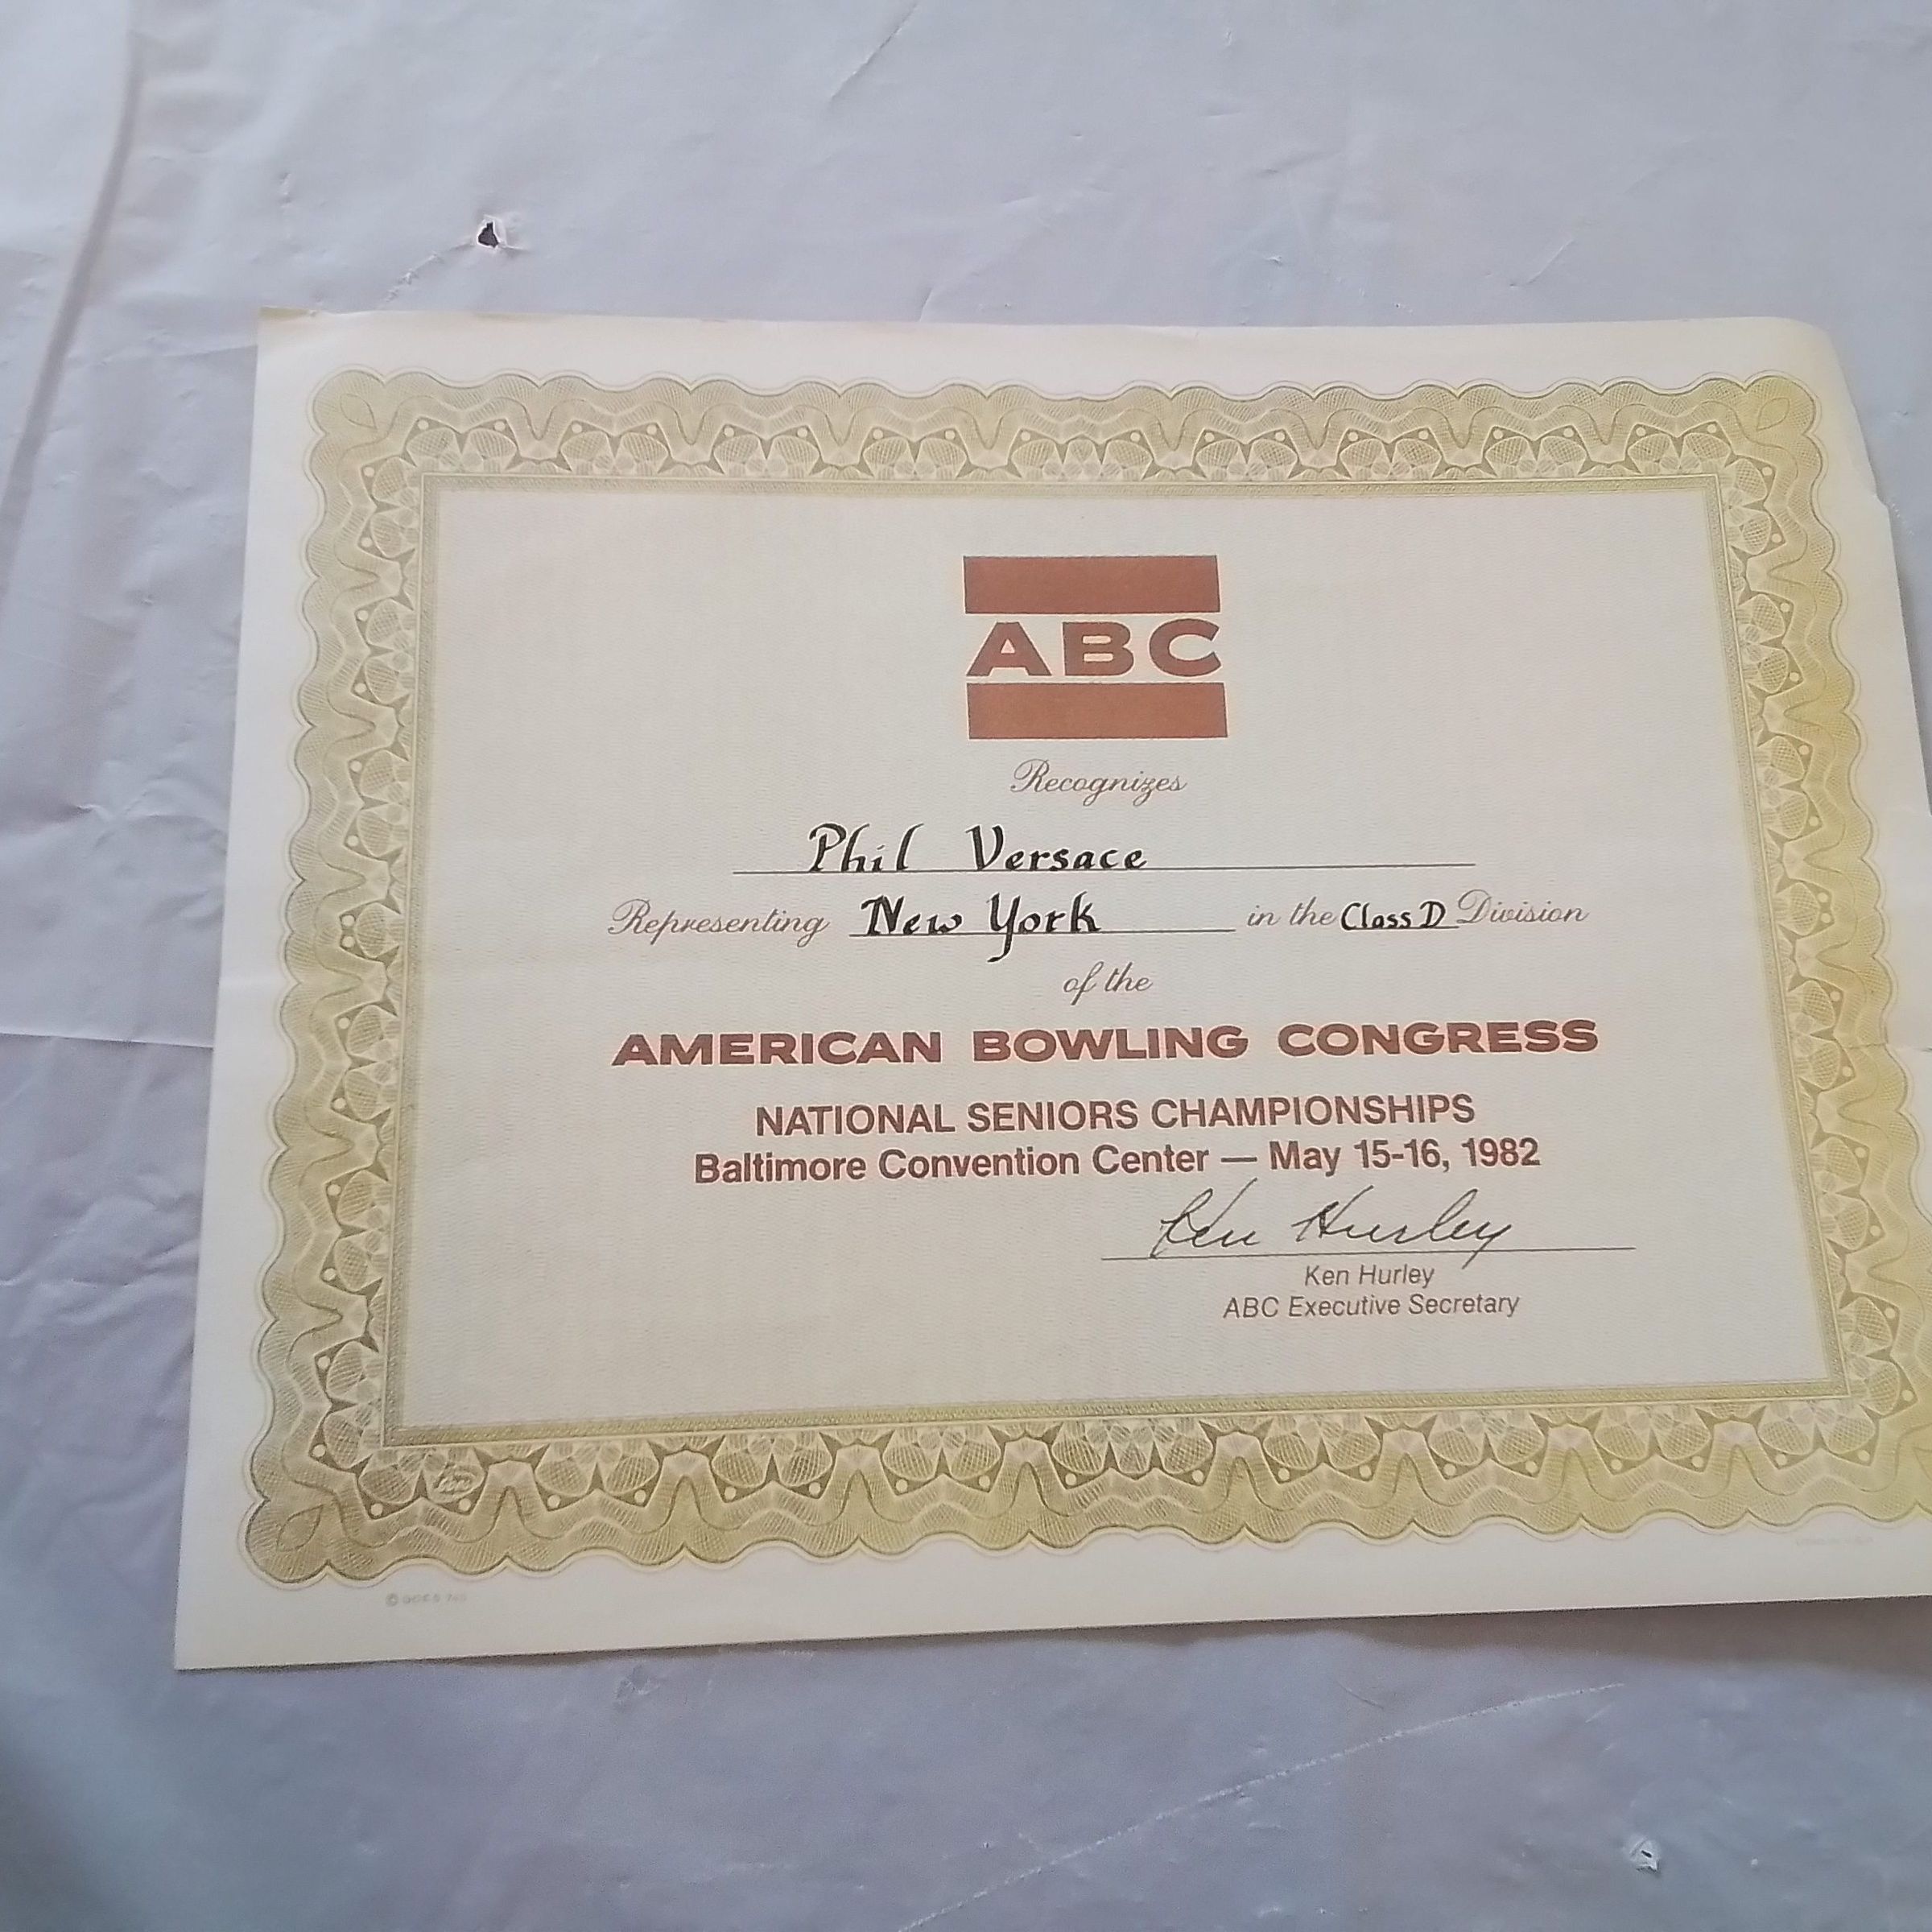 ABC
Recognizes
Phil Versace
Representing New York in the Class D Division
of the
AMERICAN BOWLING CONGRESS
NATIONAL SENIORS CHAMPIONSHIPS
Baltimore Convention Center — May 15-16, 1982
Ken Hurley
Ken Hurley
ABC Executive Secretary
© GOES